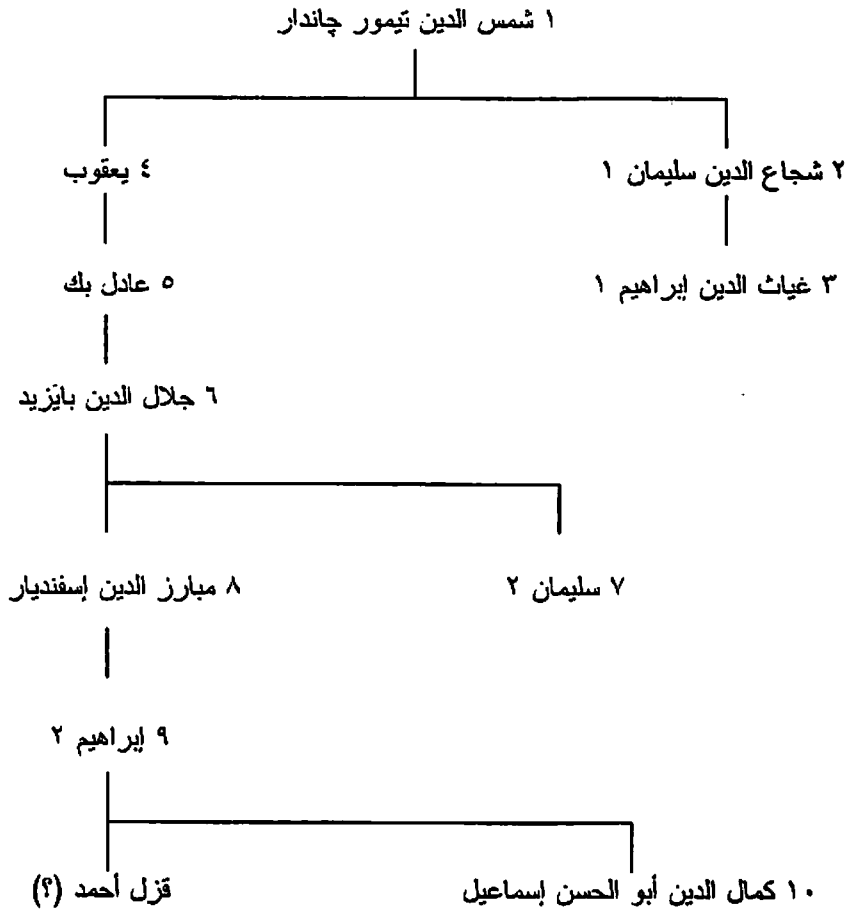 ١ شمس الدين تيمور چاندار
٢ شجاع الدين سليمان ١
٤ يعقوب
٣ غياث الدين إبراهيم ١
٥ عادل بك
٦ جلال الدين بايَزيد
٧ سليمان ٢
٨ مبارز الدين إسفنديار
٩ إبراهيم ٢
١٠ كمال الدين أبو الحسن إسماعيل
قزل أحمد (؟)